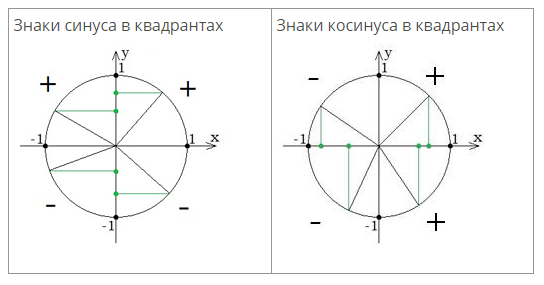 Знаки синуса в квадрантах
y
1
+ +
-1 1 x
- -
-1
Знаки косинуса в квадрантах
y
1
- +
-1 1 x
- +
-1